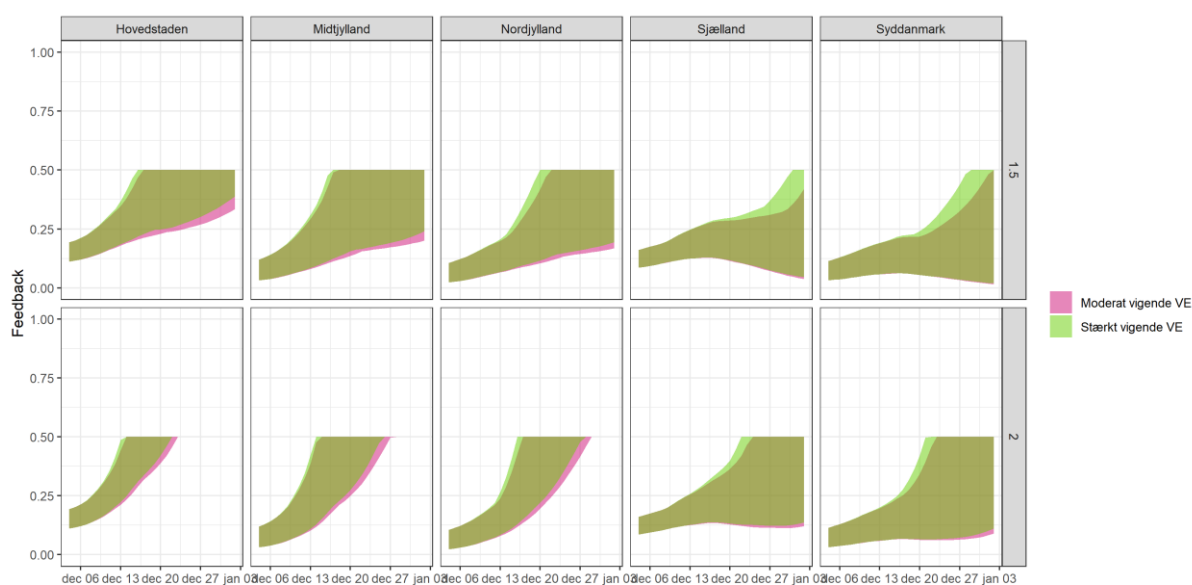 Hovedstaden Midtjylland Nordjylland Sjælland Syddanmark
1.00
0.75
0.50
0.25
0.00
1.5
Feedback
Moderat vigende VE
Stærkt vigende VE
1.00
0.75
0.50
0.25
0.00
2
dec 06 dec 13 dec 20 dec 27 jan 03 dec 06 dec 13 dec 20 dec 27 jan 03 dec 06 dec 13 dec 20 dec 27 jan 03 dec 06 dec 13 dec 20 dec 27 jan 03 dec 06 dec 13 dec 20 dec 27 jan 03